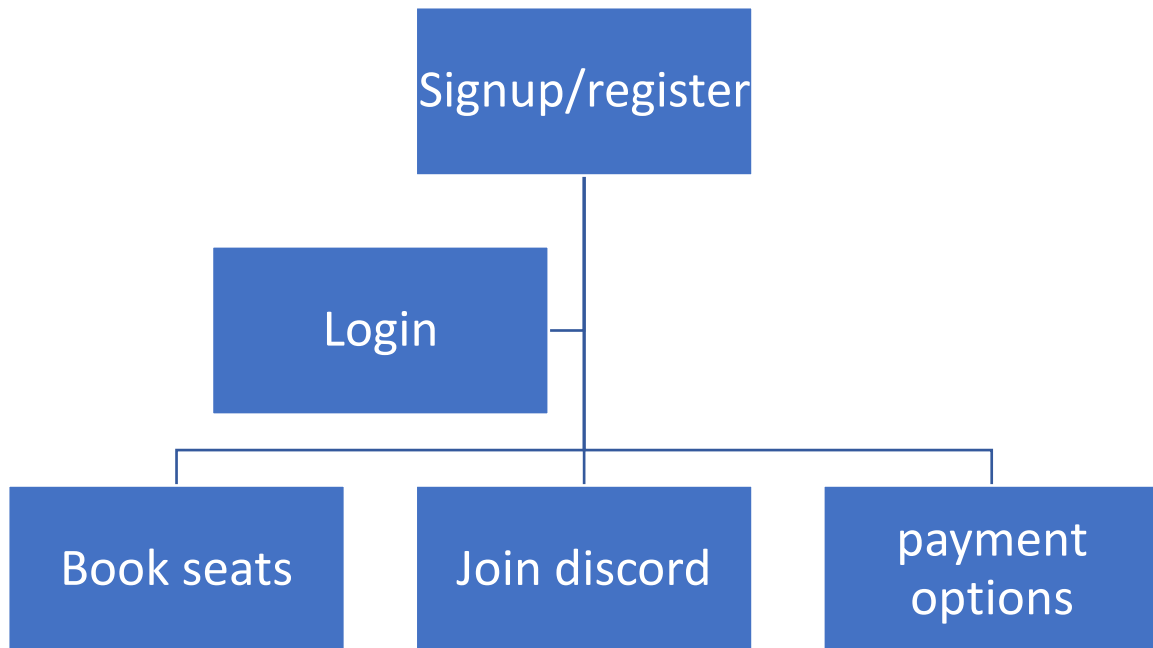 Signup/register
Login
Book seats
Join discord
payment
options